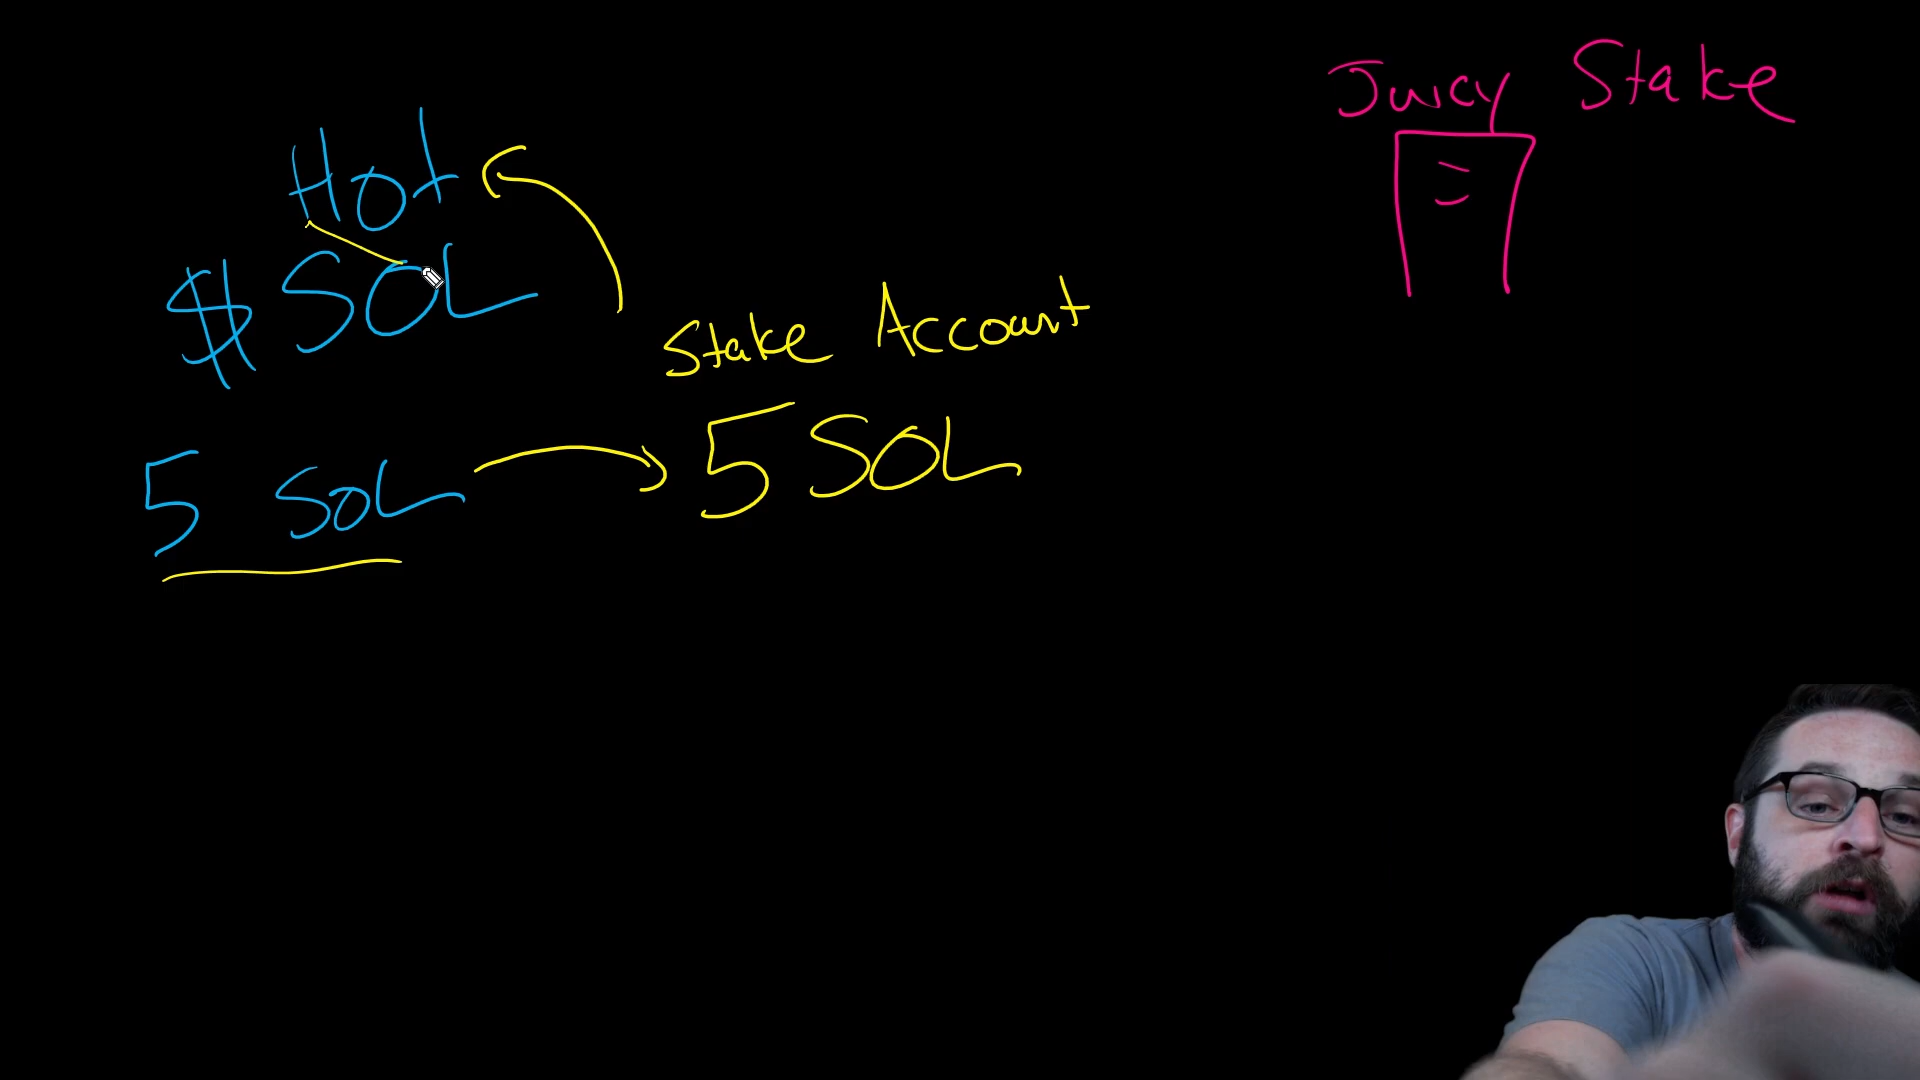 Juicy Stake
Hot
$ SOL
Stake Account
5 SOL
5 SOL